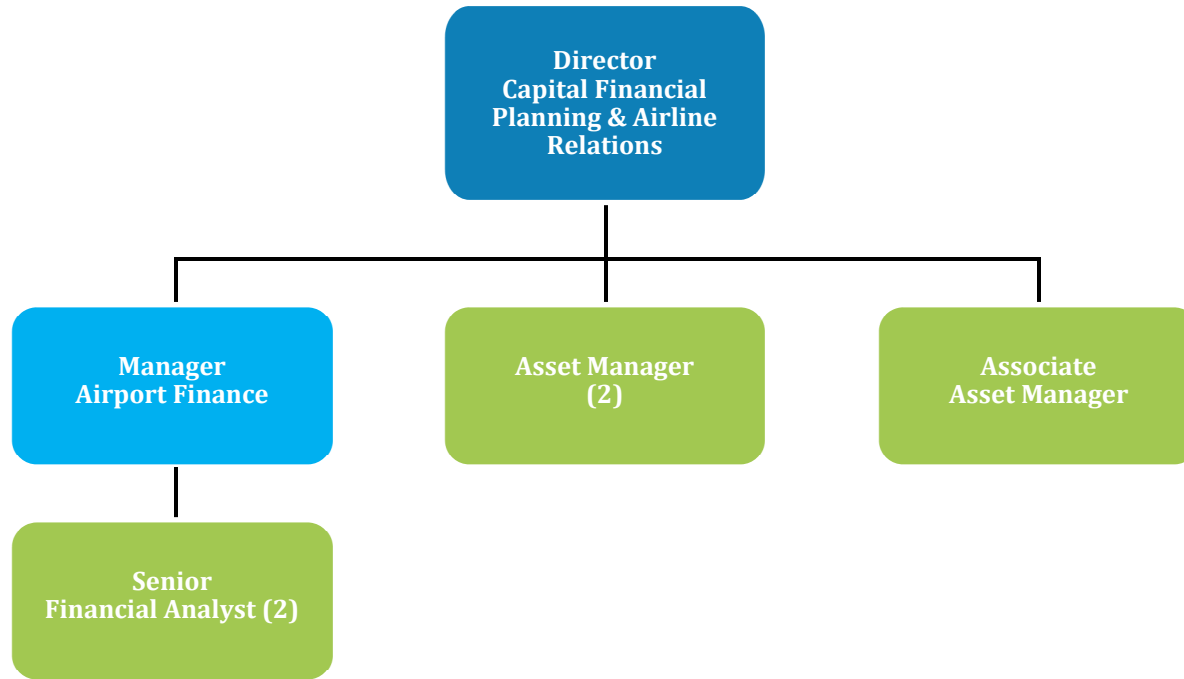 Director
Capital Financial
Planning & Airline
Relations
Manager
Airport Finance
Asset Manager
(2)
Associate
Asset Manager
Senior
Financial Analyst (2)